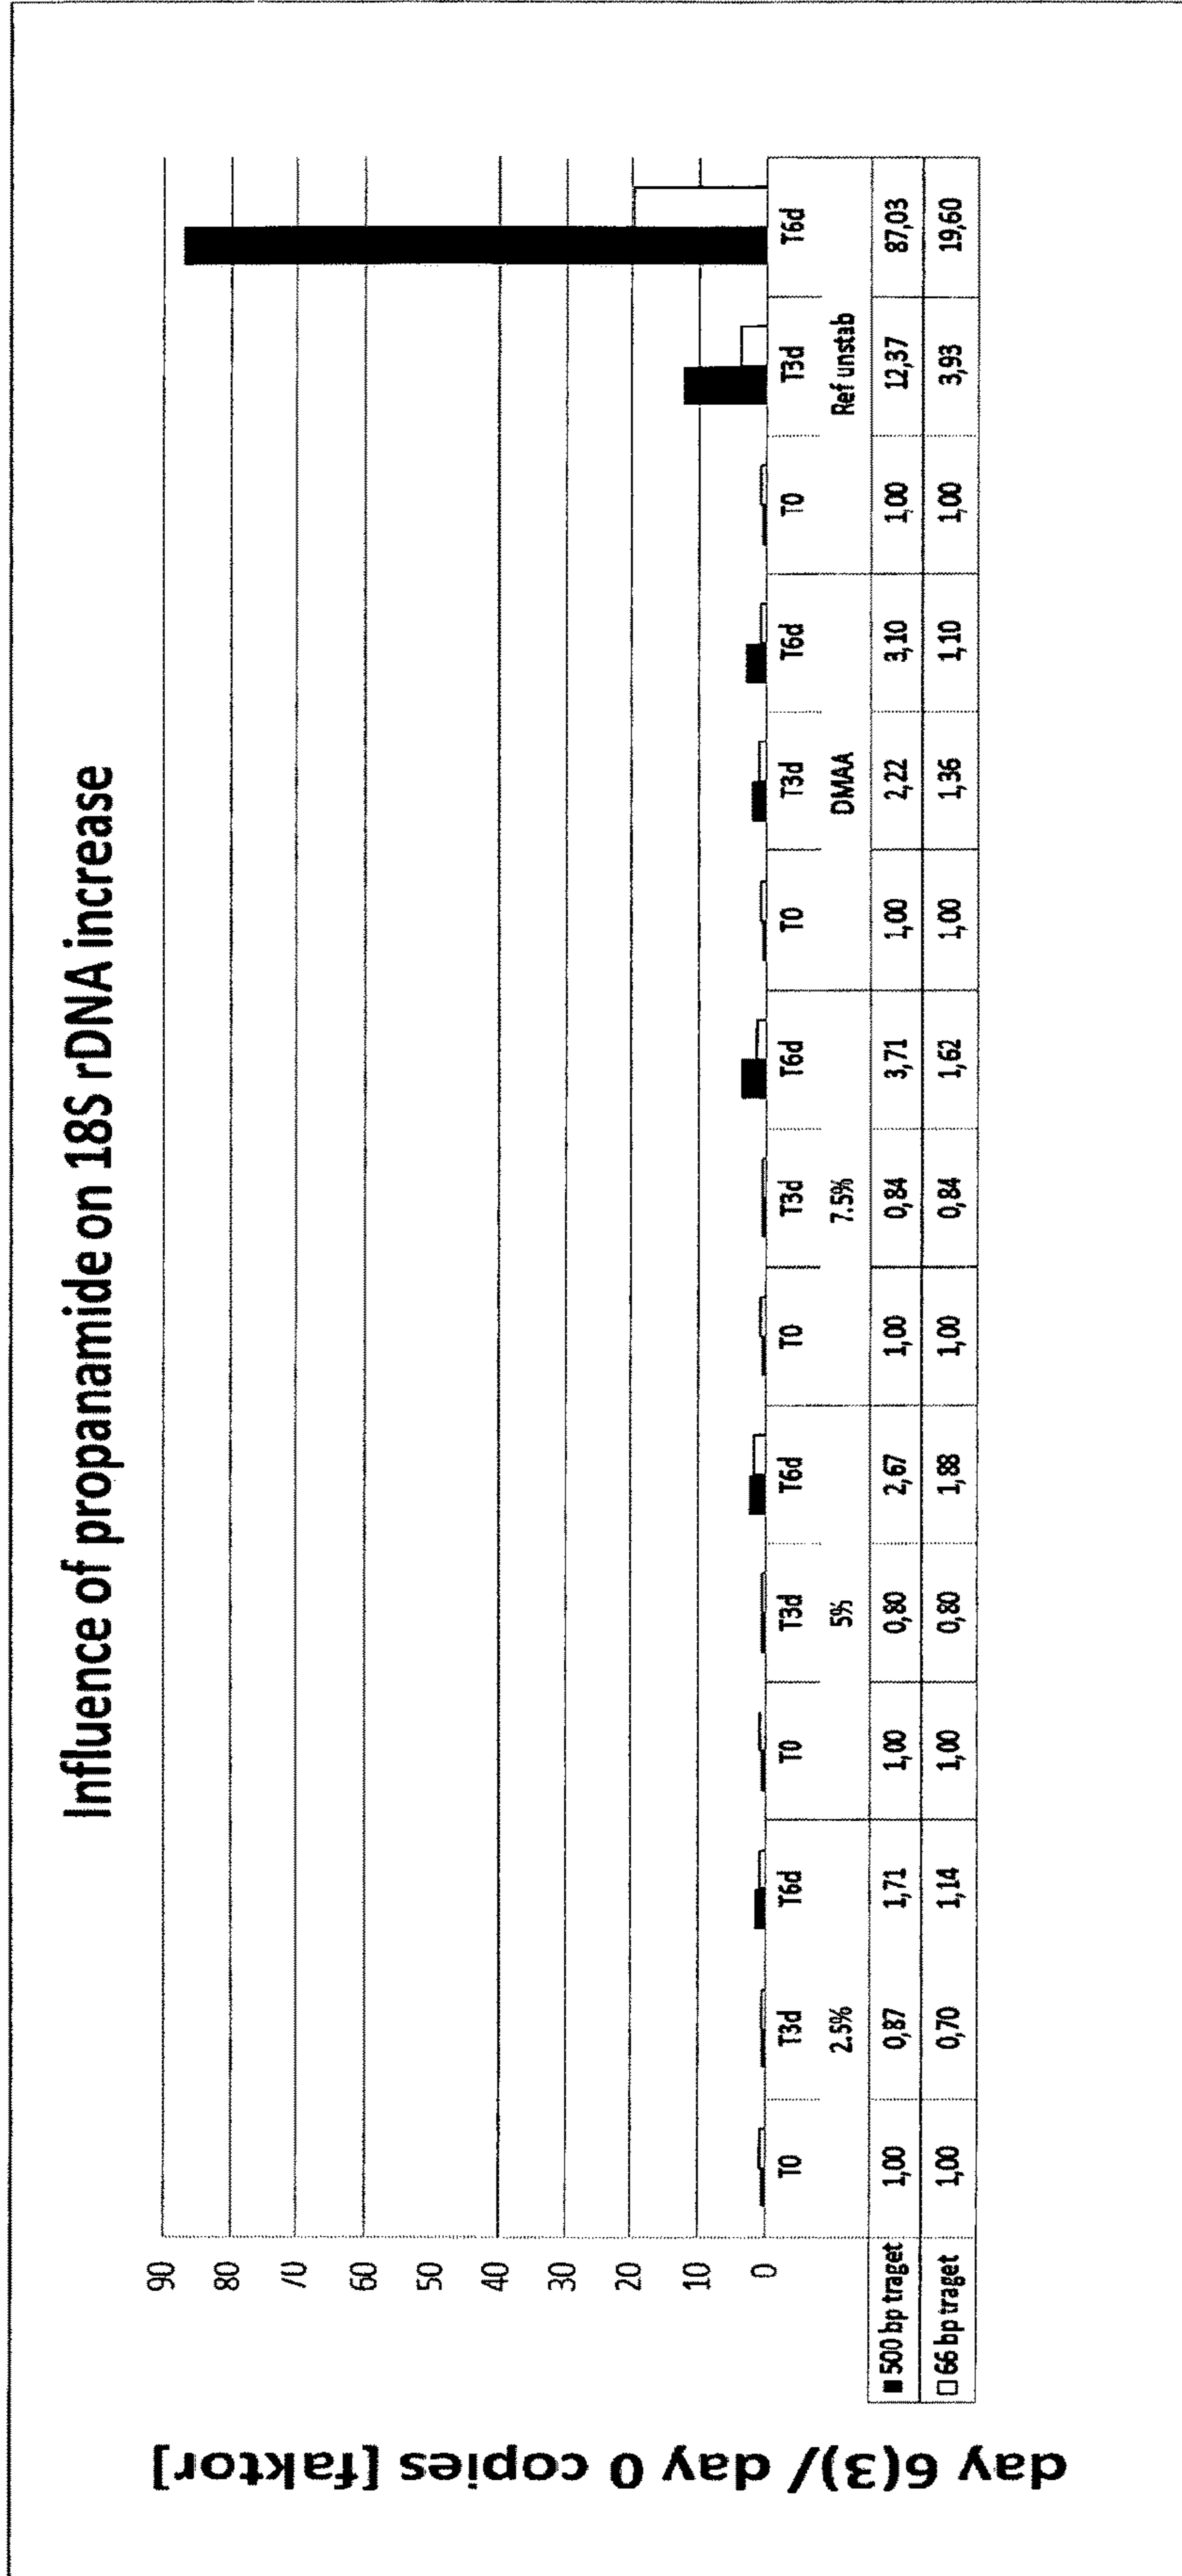 Influence of propanamide on 18S rDNA increase
day 6(3)/ day 0 copies [faktor]
90
80
70
60
50
40
30
20
10
0
T0 T3d T6d T0 T3d T6d T0 T3d T6d T0 T3d T6d T0 T3d T6d
2.5% 5% 7.5% DMAA Ref unstab
■ 500 bp traget 1,00 0,87 1,71 1,00 0,80 2,67 1,00 0,84 3,71 1,00 2,22 3,10 1,00 12,37 87,03
□ 66 bp traget 1,00 0,70 1,14 1,00 0,80 1,88 1,00 0,84 1,62 1,00 1,36 1,10 1,00 3,93 19,60